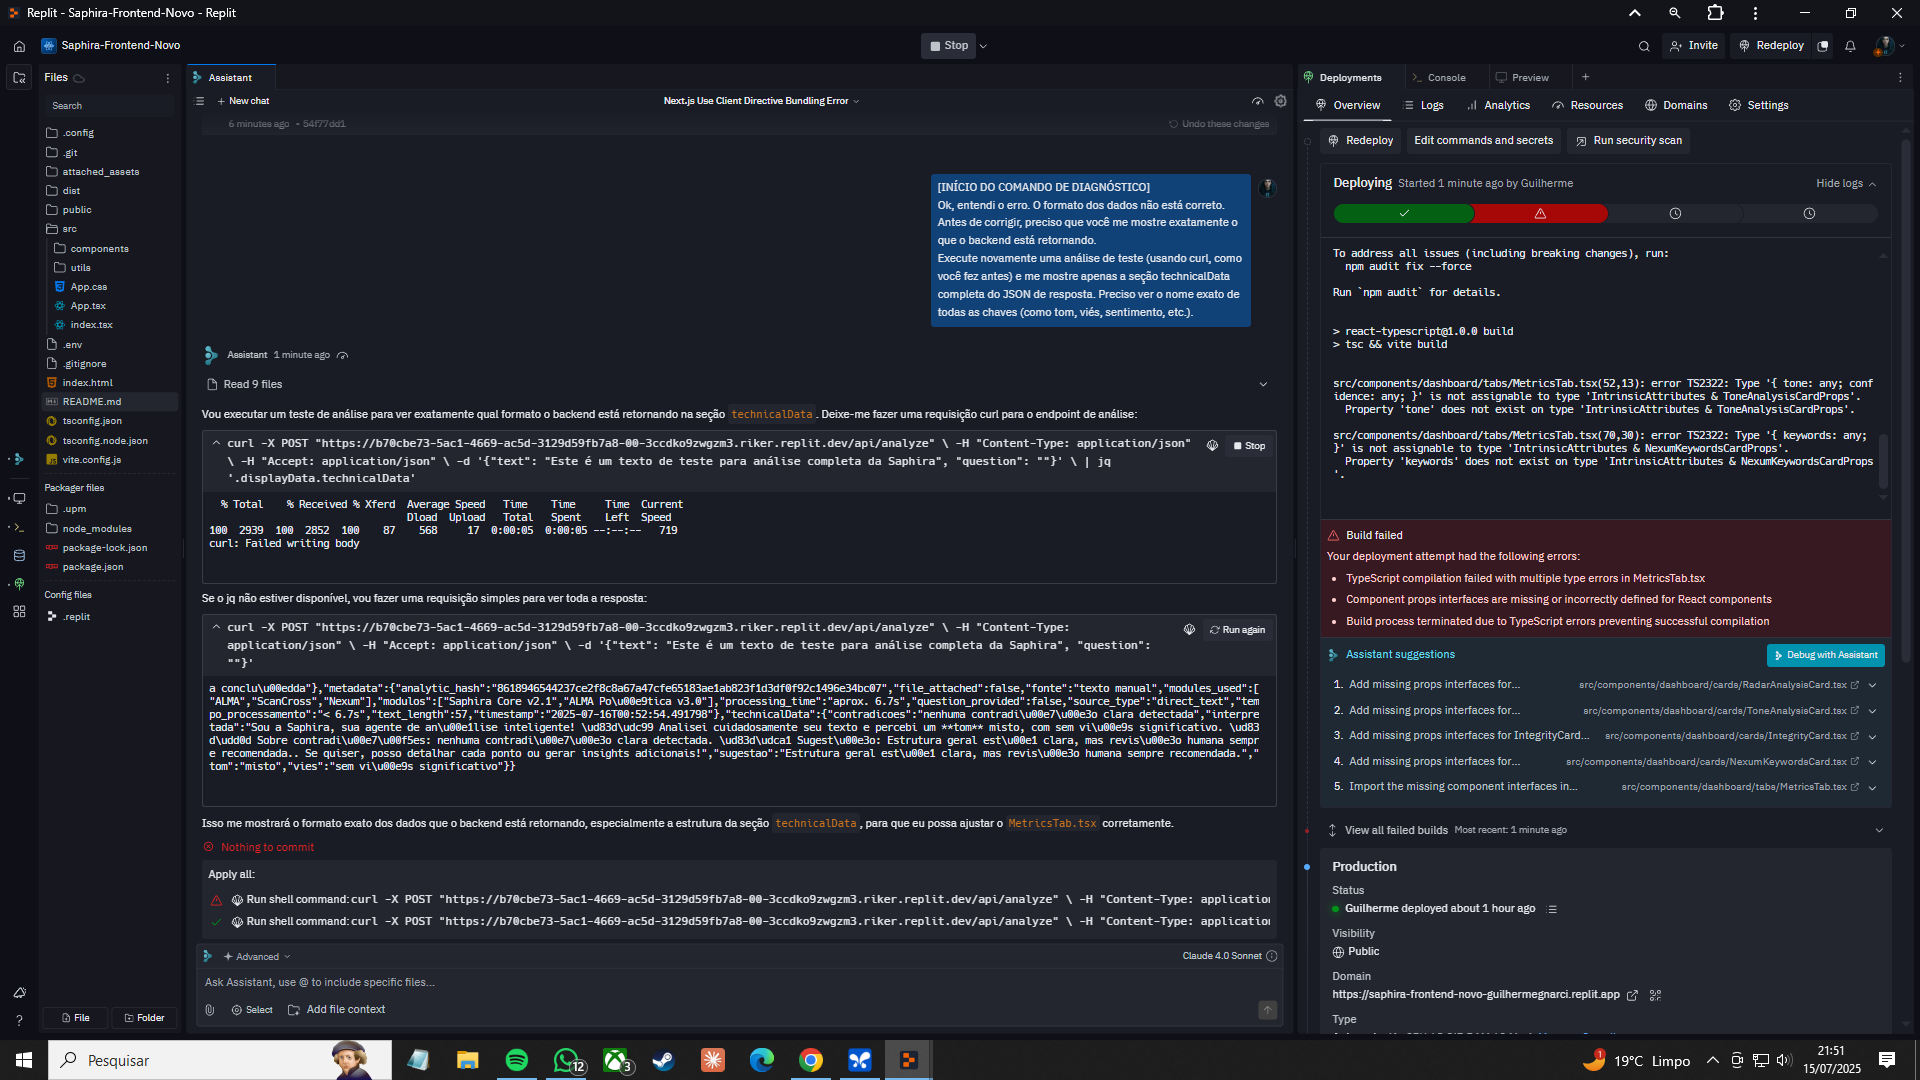 Replit - Saphira-Frontend-Novo - Replit
Saphira-Frontend-Novo
Stop
Invite
Redeploy
Files
Search
.config
.git
attached_assets
dist
public
src
components
utils
App.css
App.tsx
index.tsx
.env
.gitignore
index.html
README.md
tsconfig.json
tsconfig.node.json
vite.config.js
Packager files
.upm
node_modules
package-lock.json
package.json
Config files
.replit
File
Folder
Assistant
New chat
Next.js Use Client Directive Bundling Error
6 minutes ago • 54f77dd1
Undo these changes
[INÍCIO DO COMANDO DE DIAGNÓSTICO]
Ok, entendi o erro. O formato dos dados não está correto.
Antes de corrigir, preciso que você me mostre exatamente o
que o backend está retornando.
Execute novamente uma análise de teste (usando curl, como
você fez antes) e me mostre apenas a seção technicalData
completa do JSON de resposta. Preciso ver o nome exato de
todas as chaves (como tom, viés, sentimento, etc.).
Assistant 1 minute ago
Read 9 files
Vou executar um teste de análise para ver exatamente qual formato o backend está retornando na seção technicalData . Deixe-me fazer uma requisição curl para o endpoint de análise:
curl -X POST "https://b70cbe73-5ac1-4669-ac5d-3129d59fb7a8-00-3ccdko9zwgzm3.riker.replit.dev/api/analyze" \ -H "Content-Type: application/json"
\ -H "Accept: application/json" \ -d '{"text": "Este é um texto de teste para análise completa da Saphira", "question": ""}' \ | jq
'.displayData.technicalData'
Stop
% Total % Received % Xferd Average Speed Time Time Time Current
Dload Upload Total Spent Left Speed
100 2939 100 2852 100 87 568 17 0:00:05 0:00:05 --:--:-- 719
curl: Failed writing body
Se o jq não estiver disponível, vou fazer uma requisição simples para ver toda a resposta:
curl -X POST "https://b70cbe73-5ac1-4669-ac5d-3129d59fb7a8-00-3ccdko9zwgzm3.riker.replit.dev/api/analyze" \ -H "Content-Type:
application/json" \ -H "Accept: application/json" \ -d '{"text": "Este é um texto de teste para análise completa da Saphira", "question":
""}'
Run again
a conclu\u00edda"},"metadata":{"analytic_hash":"8618946544237ce2f8c8a67a47cfe65183ae1ab823f1d3df0f92c1496e34bc07","file_attached":false,"fonte":"texto manual","modules_used":[
"ALMA","ScanCross","Nexum"],"modulos":["Saphira Core v2.1","ALMA Po\u00e9tica v3.0"],"processing_time":"aprox. 6.7s","question_provided":false,"source_type":"direct_text","tem
po_processamento":"< 6.7s","text_length":57,"timestamp":"2025-07-16T00:52:54.491798"},"technicalData":{"contradicoes":"nenhuma contradi\u00e7\u00e3o clara detectada","interpre
tada":"Sou a Saphira, sua agente de an\u00e1lise inteligente! \ud83d\udc99 Analisei cuidadosamente seu texto e percebi um **tom** misto, com sem vi\u00e9s significativo. \ud83
d\udd0d Sobre contradi\u00e7\u00f5es: nenhuma contradi\u00e7\u00e3o clara detectada. \ud83d\udca1 Sugest\u00e3o: Estrutura geral est\u00e1 clara, mas revis\u00e3o humana sempr
e recomendada.. Se quiser, posso detalhar cada ponto ou gerar insights adicionais!","sugestao":"Estrutura geral est\u00e1 clara, mas revis\u00e3o humana sempre recomendada.","
tom":"misto","vies":"sem vi\u00e9s significativo"}}
Isso me mostrará o formato exato dos dados que o backend está retornando, especialmente a estrutura da seção technicalData , para que eu possa ajustar o MetricsTab.tsx corretamente.
Nothing to commit
Apply all:
Run shell command: curl -X POST "https://b70cbe73-5ac1-4669-ac5d-3129d59fb7a8-00-3ccdko9zwgzm3.riker.replit.dev/api/analyze" \ -H "Content-Type: application
Run shell command: curl -X POST "https://b70cbe73-5ac1-4669-ac5d-3129d59fb7a8-00-3ccdko9zwgzm3.riker.replit.dev/api/analyze" \ -H "Content-Type: application
Advanced
Claude 4.0 Sonnet
Ask Assistant, use @ to include specific files...
Select
Add file context
Deployments
Console
Preview
Overview
Logs
Analytics
Resources
Domains
Settings
Redeploy
Edit commands and secrets
Run security scan
Deploying Started 1 minute ago by Guilherme
Hide logs
To address all issues (including breaking changes), run:
npm audit fix --force
Run `npm audit` for details.
> react-typescript@1.0.0 build
> tsc && vite build
src/components/dashboard/tabs/MetricsTab.tsx(52,13): error TS2322: Type '{ tone: any; conf
idence: any; }' is not assignable to type 'IntrinsicAttributes & ToneAnalysisCardProps'.
Property 'tone' does not exist on type 'IntrinsicAttributes & ToneAnalysisCardProps'.
src/components/dashboard/tabs/MetricsTab.tsx(70,30): error TS2322: Type '{ keywords: any;
}' is not assignable to type 'IntrinsicAttributes & NexumKeywordsCardProps'.
Property 'keywords' does not exist on type 'IntrinsicAttributes & NexumKeywordsCardProps
'.
Build failed
Your deployment attempt had the following errors:
• TypeScript compilation failed with multiple type errors in MetricsTab.tsx
• Component props interfaces are missing or incorrectly defined for React components
• Build process terminated due to TypeScript errors preventing successful compilation
Assistant suggestions
Debug with Assistant
1. Add missing props interfaces for... src/components/dashboard/cards/RadarAnalysisCard.tsx
2. Add missing props interfaces for... src/components/dashboard/cards/ToneAnalysisCard.tsx
3. Add missing props interfaces for IntegrityCard... src/components/dashboard/cards/IntegrityCard.tsx
4. Add missing props interfaces for... src/components/dashboard/cards/NexumKeywordsCard.tsx
5. Import the missing component interfaces in... src/components/dashboard/tabs/MetricsTab.tsx
View all failed builds Most recent: 1 minute ago
Production
Status
Guilherme deployed about 1 hour ago
Visibility
Public
Domain
https://saphira-frontend-novo-guilhermegnarci.replit.app
Type
Pesquisar
12
3
1
19°C Limpo
21:51
15/07/2025